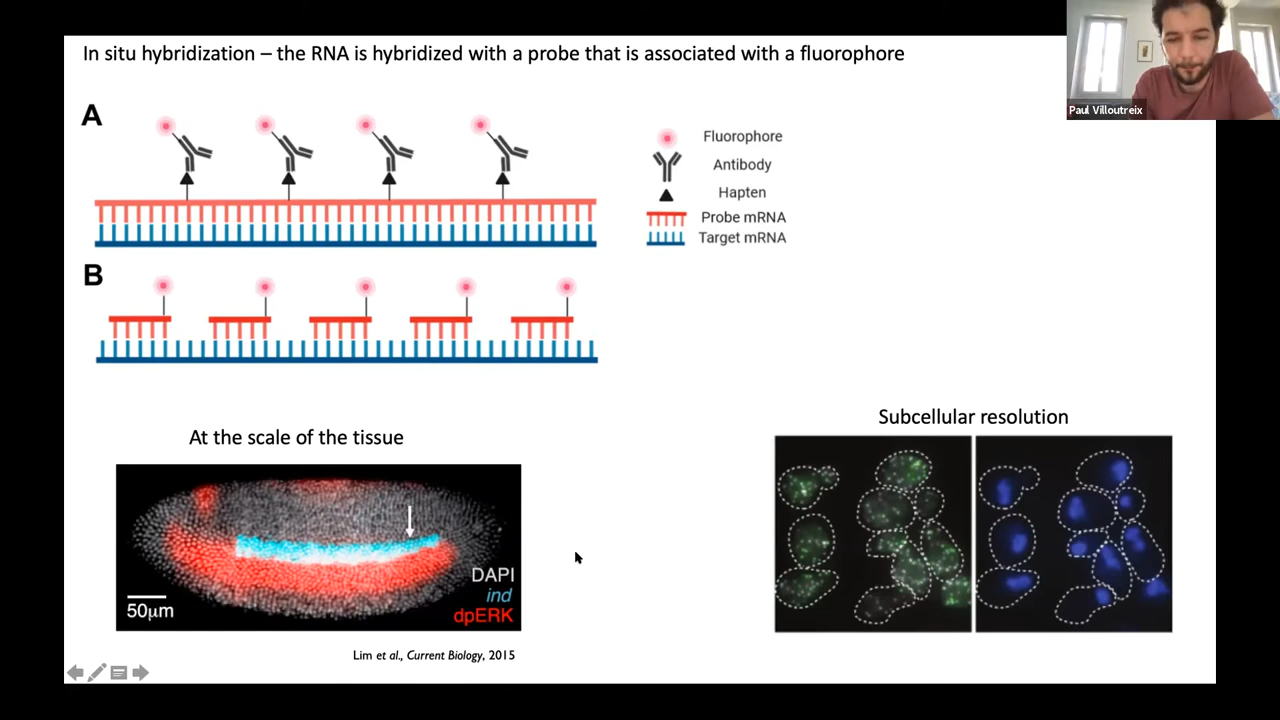 In situ hybridization – the RNA is hybridized with a probe that is associated with a fluorophore
Paul Villoutreix
A
Fluorophore
Antibody
Hapten
Probe mRNA
Target mRNA
B
At the scale of the tissue
Subcellular resolution
DAPI
ind
dpERK
50μm
Lim et al., Current Biology, 2015